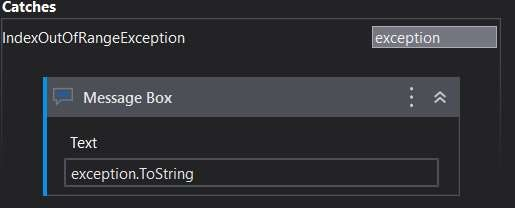 Catches
IndexOutOfRangeException exception
Message Box
Text
exception.ToString